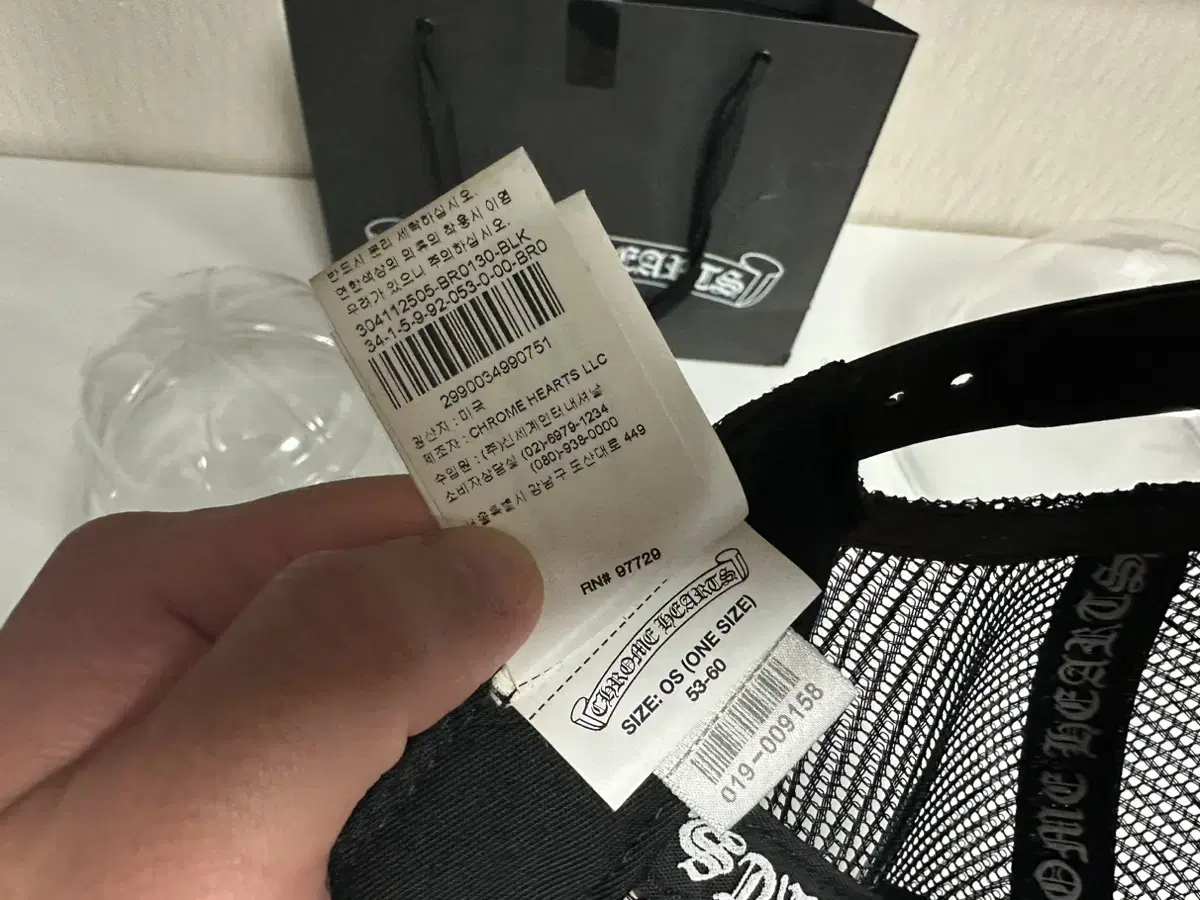 반드시 분리 세탁하십시오.
연한색상의 의류와 착용시 이염
우려가 있으니 주의하십시오.
304112505-BR0130-BLK
34-1-5-9-92-053-0-00-BR0
2990034990751
원산지 : 미국
제조자 : CHROME HEARTS LLC
수입원 : (주)신세계인터내셔날
소비자상담실 (02)-6979-1234
(080)-938-0000
서울특별시 강남구 도산대로 449
RN# 97729
CHROME HEARTS
SIZE: OS (ONE SIZE)
53-60
019-009158
HEARTS